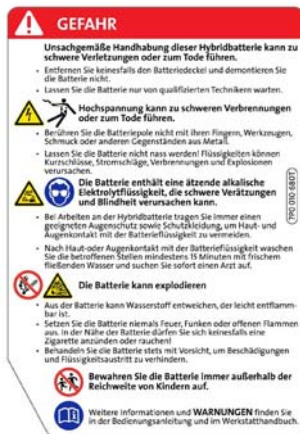 GEFAHR
Unsachgemäße Handhabung dieser Hybridbatterie kann zu
schwere Verletzungen oder zum Tode führen.
- Entfernen Sie keinesfalls den Batteriedeckel und demontieren Sie
die Batterie nicht.
- Lassen Sie die Batterie nur von qualifizierten Technikern warten.
Hochspannung kann zu schweren Verbrennungen
oder zum Tode führen.
- Berühren Sie die Batteriepole nicht mit ihren Fingern, Werkzeugen,
Schmuck oder anderen Gegenständen aus Metall.
- Lassen Sie die Batterie nicht nass werden! Flüssigkeiten können
Kurzschlüsse, Stromschläge, Verbrennungen und Explosionen
verursachen.
Die Batterie enthält eine ätzende alkalische
Elektrolytflüssigkeit, die schwere Verätzungen
und Blindheit verursachen kann.
- Bei Arbeiten an der Hybridbatterie tragen Sie immer einen
geeigneten Augenschutz sowie Schutzkleidung, um Haut- und
Augenkontakt mit der Batterieflüssigkeit zu vermeiden.
- Nach Haut-oder Augenkontakt mit der Batterieflüssigkeit waschen
Sie die betroffenen Stellen mindestens 15 Minuten mit frischem
fließenden Wasser und suchen Sie sofort einen Arzt auf.
Die Batterie kann explodieren
- Aus der Batterie kann Wasserstoff entweichen, der leicht entflamm-
bar ist.
- Setzen Sie die Batterie niemals Feuer, Funken oder offenen Flammen
aus. In der Nähe der Batterie dürfen Sie sich keinesfalls eine
Zigarette anzünden oder rauchen!
- Behandeln Sie die Batterie stets mit Vorsicht, um Beschädigungen
und Flüssigkeitsaustritt zu verhindern.
Bewahren Sie die Batterie immer außerhalb der
Reichweite von Kindern auf.
Weitere Informationen und WARNUNGEN finden Sie
in der Bedienungsanleitung und im Werkstatthandbuch.
7P0 010 680T